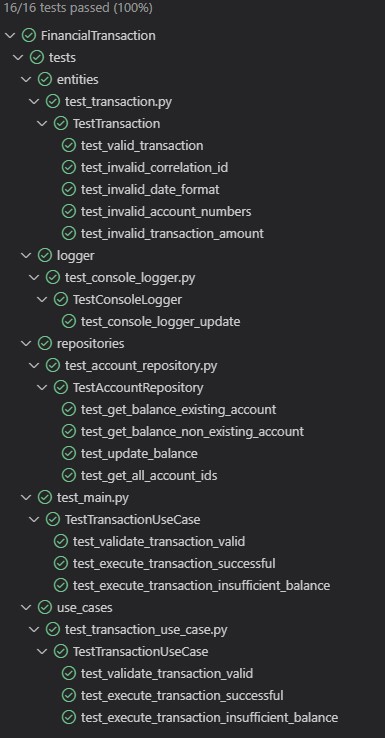 16/16 tests passed (100%)
FinancialTransaction
tests
entities
test_transaction.py
TestTransaction
test_valid_transaction
test_invalid_correlation_id
test_invalid_date_format
test_invalid_account_numbers
test_invalid_transaction_amount
logger
test_console_logger.py
TestConsoleLogger
test_console_logger_update
repositories
test_account_repository.py
TestAccountRepository
test_get_balance_existing_account
test_get_balance_non_existing_account
test_update_balance
test_get_all_account_ids
test_main.py
TestTransactionUseCase
test_validate_transaction_valid
test_execute_transaction_successful
test_execute_transaction_insufficient_balance
use_cases
test_transaction_use_case.py
TestTransactionUseCase
test_validate_transaction_valid
test_execute_transaction_successful
test_execute_transaction_insufficient_balance